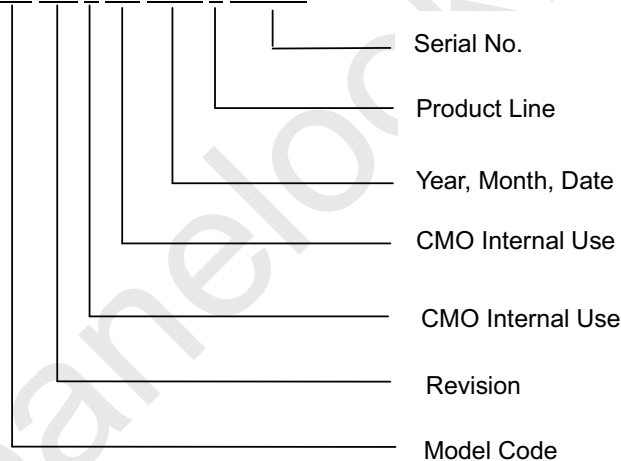 Serial No.
Product Line
Year, Month, Date
CMO Internal Use
CMO Internal Use
Revision
Model Code